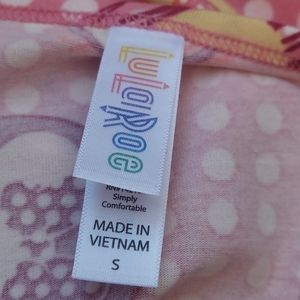 LuLaRoe
Simply
Comfortable
MADE IN
VIETNAM
S